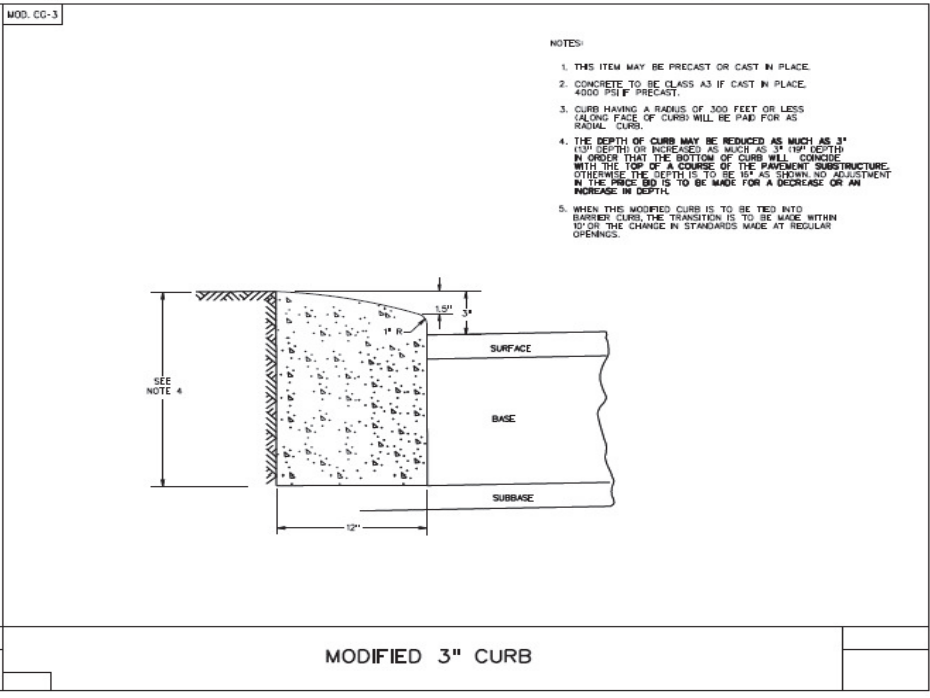 MOD. CG-3
NOTES:
1. THIS ITEM MAY BE PRECAST OR CAST IN PLACE.
2. CONCRETE TO BE CLASS A3 IF CAST IN PLACE,
4000 PSI IF PRECAST.
3. CURB HAVING A RADIUS OF 300 FEET OR LESS
(ALONG FACE OF CURB) WILL BE PAID FOR AS
RADIAL CURB.
4. THE DEPTH OF CURB MAY BE REDUCED AS MUCH AS 3"
(13" DEPTH) OR INCREASED AS MUCH AS 3" (19" DEPTH)
IN ORDER THAT THE BOTTOM OF CURB WILL COINCIDE
WITH THE TOP OF A COURSE OF THE PAVEMENT SUBSTRUCTURE.
OTHERWISE THE DEPTH IS TO BE 16" AS SHOWN. NO ADJUSTMENT
IN THE PRICE BID IS TO BE MADE FOR A DECREASE OR AN
INCREASE IN DEPTH.
5. WHEN THIS MODIFIED CURB IS TO BE TIED INTO
BARRIER CURB, THE TRANSITION IS TO BE MADE WITHIN
10' OR THE CHANGE IN STANDARDS MADE AT REGULAR
OPENINGS.
1.5"
3"
1" R
SURFACE
SEE
NOTE 4
BASE
SUBBASE
12"
MODIFIED 3" CURB